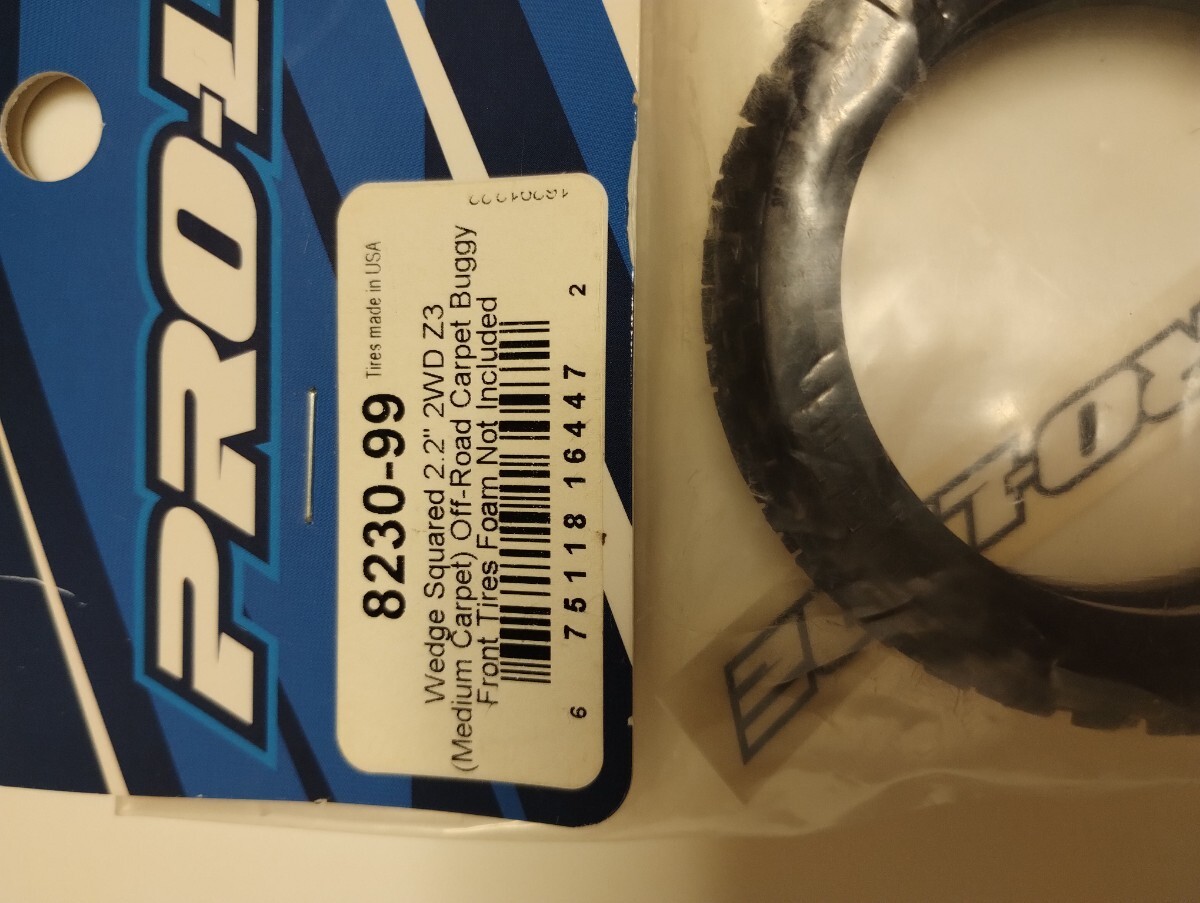 PRO-L
8230-99
Tires made in USA
Wedge Squared 2.2" 2WD Z3
(Medium Carpet) Off-Road Carpet Buggy
Front Tires Foam Not Included
6 75118 16447 2